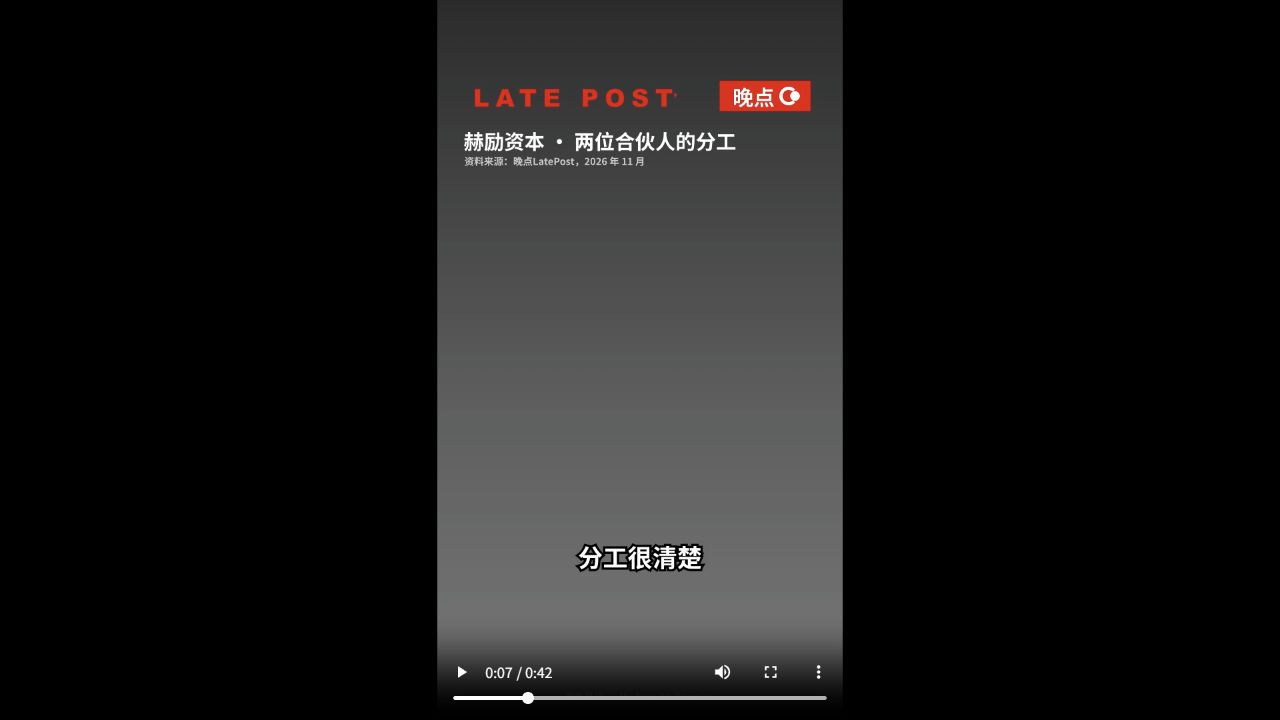 LATE POST
晚点
赫励资本 · 两位合伙人的分工
资料来源：晚点LatePost，2026 年 11 月
分工很清楚
0:07 / 0:42